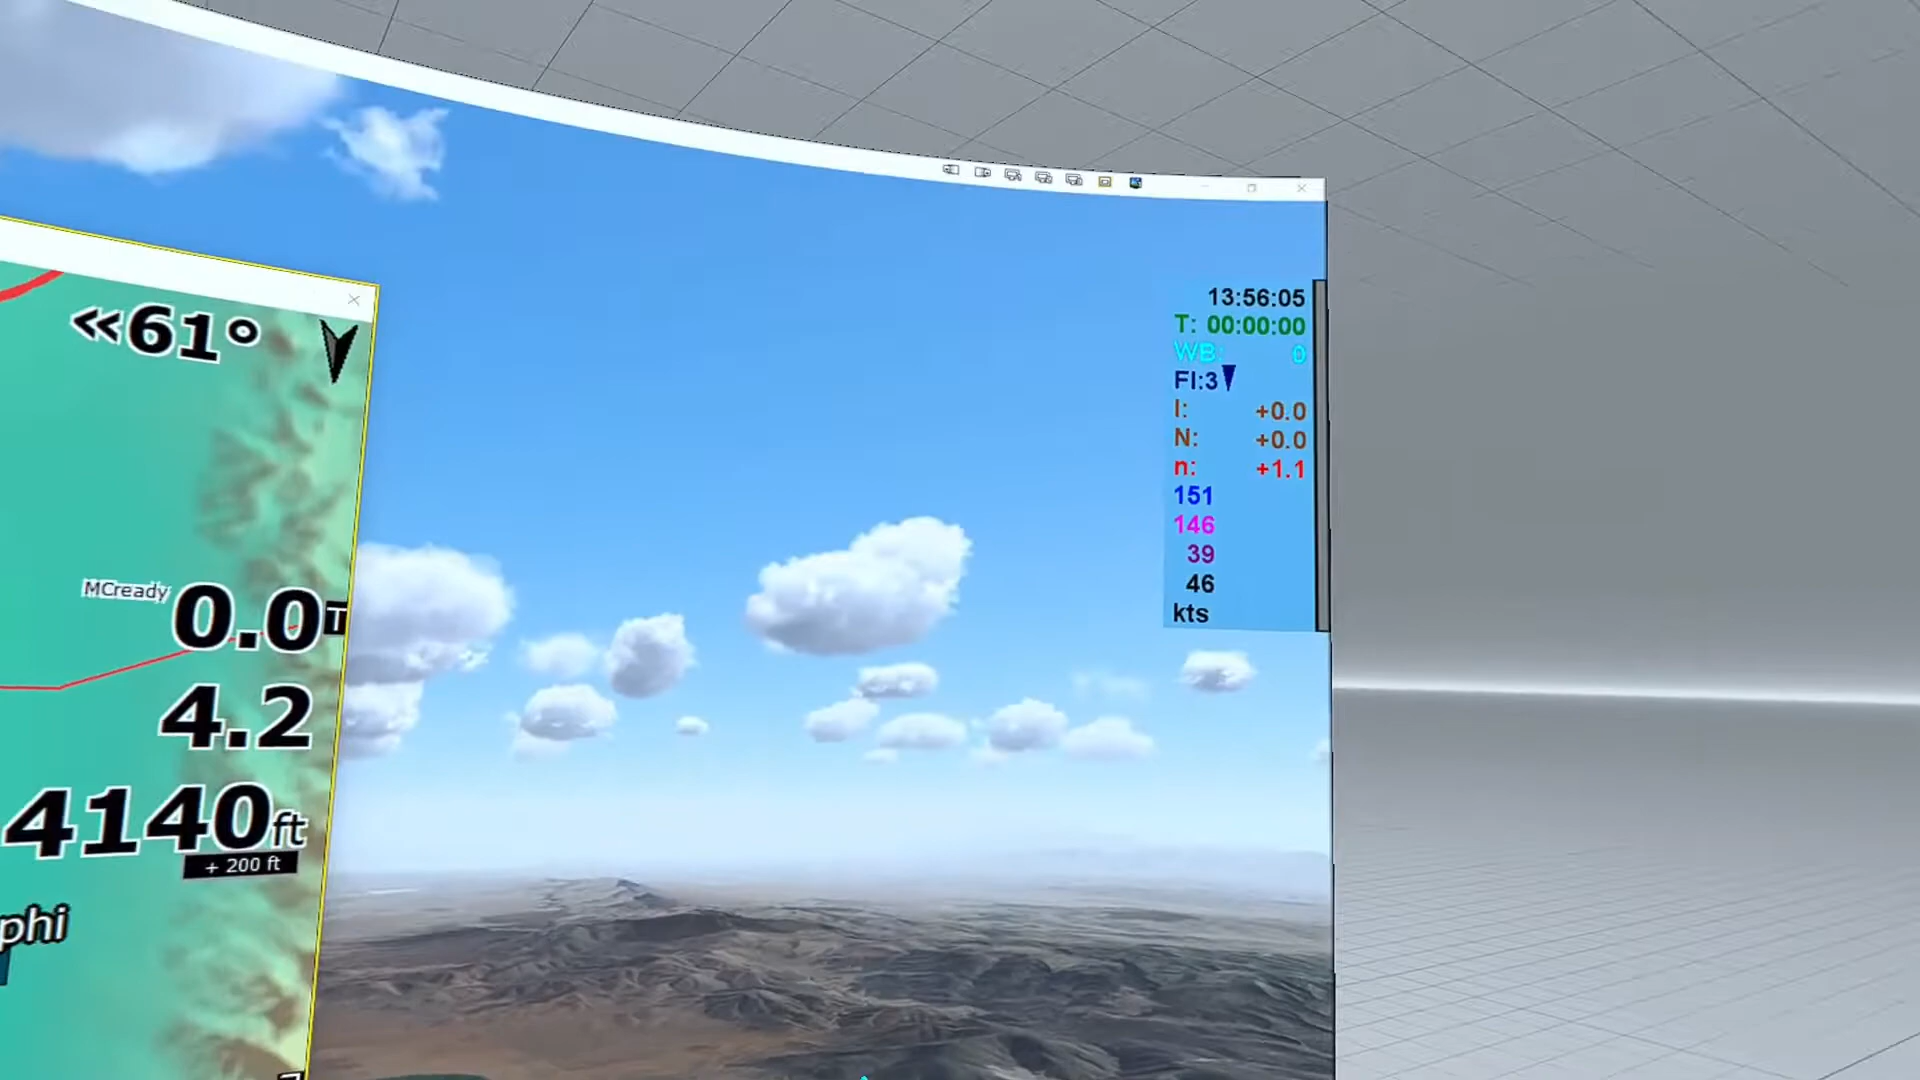 «61°
MCready
0.0
T
4.2
4140ft
+ 200 ft
phi
13:56:05
T: 00:00:00
WB: 0
Fl:3
I: +0.0
N: +0.0
n: +1.1
151
146
39
46
kts